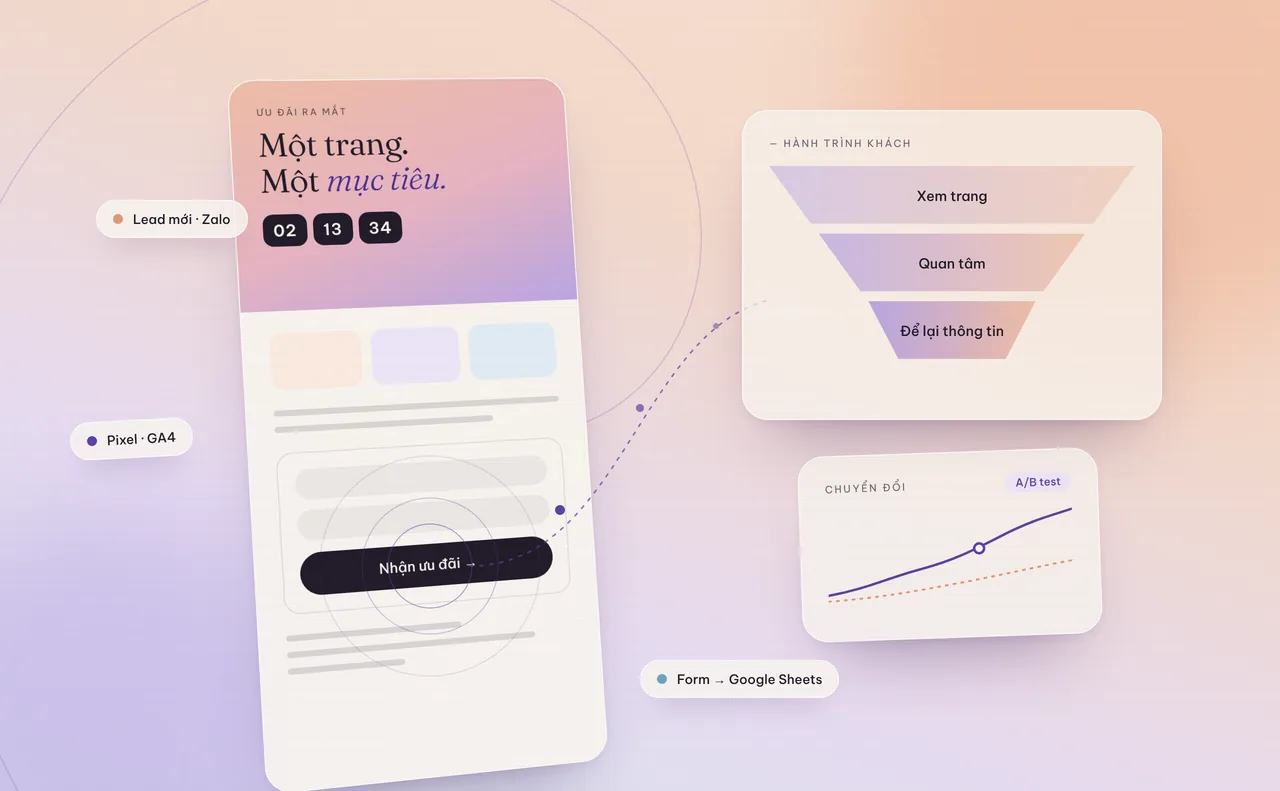 ƯU ĐÃI RA MẮT
Một trang.
Một mục tiêu.
02 13 34
Lead mới · Zalo
Pixel · GA4
Nhận ưu đãi →
— HÀNH TRÌNH KHÁCH
Xem trang
Quan tâm
Để lại thông tin
CHUYỂN ĐỔI
A/B test
Form → Google Sheets